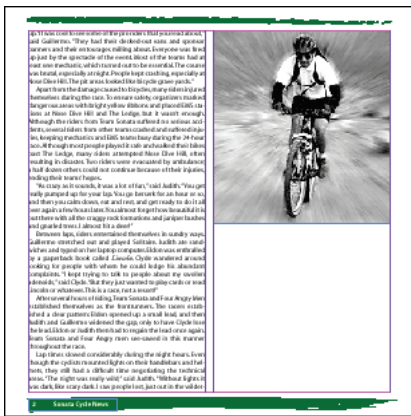 up. "I was cool to see some of the pro riders that you read about,"
said Guillermo. "They had their decked-out vans and sponsor
banners and their entourages milling about. Everyone was fired
up just by the spectacle of the event. Most of the teams had at
least one mechanic, which turned out to be essential. The course
was brutal, especially at night. People kept crashing, especially at
Nose Dive Hill. The pit areas looked like bicycle graveyards."
Apart from the damage caused to bicycles, many riders injured
themselves during the race. To ensure safety, organizers marked
dangerous areas with bright yellow ribbons and placed EMS sta-
tions at Nose Dive Hill and The Ledge, but it wasn't enough.
Although the riders from Team Sonata suffered no serious acci-
dents, several riders from other teams crashed and suffered inju-
ries, keeping mechanics and EMS teams busy during the 24-hour
race. Although most people played it safe and walked their bikes
past The Ledge, many riders attempted Nose Dive Hill, often
resulting in disaster. Two riders were evacuated by ambulance
a half dozen others could not continue because of their injuries,
ending their teams' hopes.
"As crazy as it sounds, it was a lot of fun," said Judith. "You get
really pumped up for your lap. You go berserk for an hour or so,
and then you calm down, eat and rest, and get ready to do it all
over again a few hours later. You almost forget how beautiful it is
out there with all the craggy rock formations and juniper bushes
and gnarled trees. I almost hit a deer!"
Between laps, riders entertained themselves in sundry ways.
Guillermo stretched out and played Solitaire. Judith ate sand-
wiches and typed on her laptop computer. Eldon was enthralled
by a paperback book called Clyde wandered around
looking for people with whom he could lodge his abundant
complaints. "I kept trying to talk to people about my swollen
adenoids," said Clyde. "But they just wanted to play cards or read
Lincoln or whatever. This is a race, not a resort!"
After several hours of riding, Team Sonata and Four Angry Men
established themselves as the frontrunners. The racers estab-
lished a clear pattern: Eldon opened up a small lead, and then
Judith and Guillermo widened the gap, only to have Clyde lose
the lead. Eldon or Judith then had to regain the lead once again.
Team Sonata and Four Angry men see-sawed in this manner
throughout the race.
Lap times slowed considerably during the night hours. Even
though the cyclists mounted lights on their handlebars and hel-
mets, they still had a difficult time negotiating the technical
areas. "The night was really wild," said Judith. "Without lights, it
was dark, like scary dark. I saw people lost, just out in the wilder-
2 Sonata Cycle News